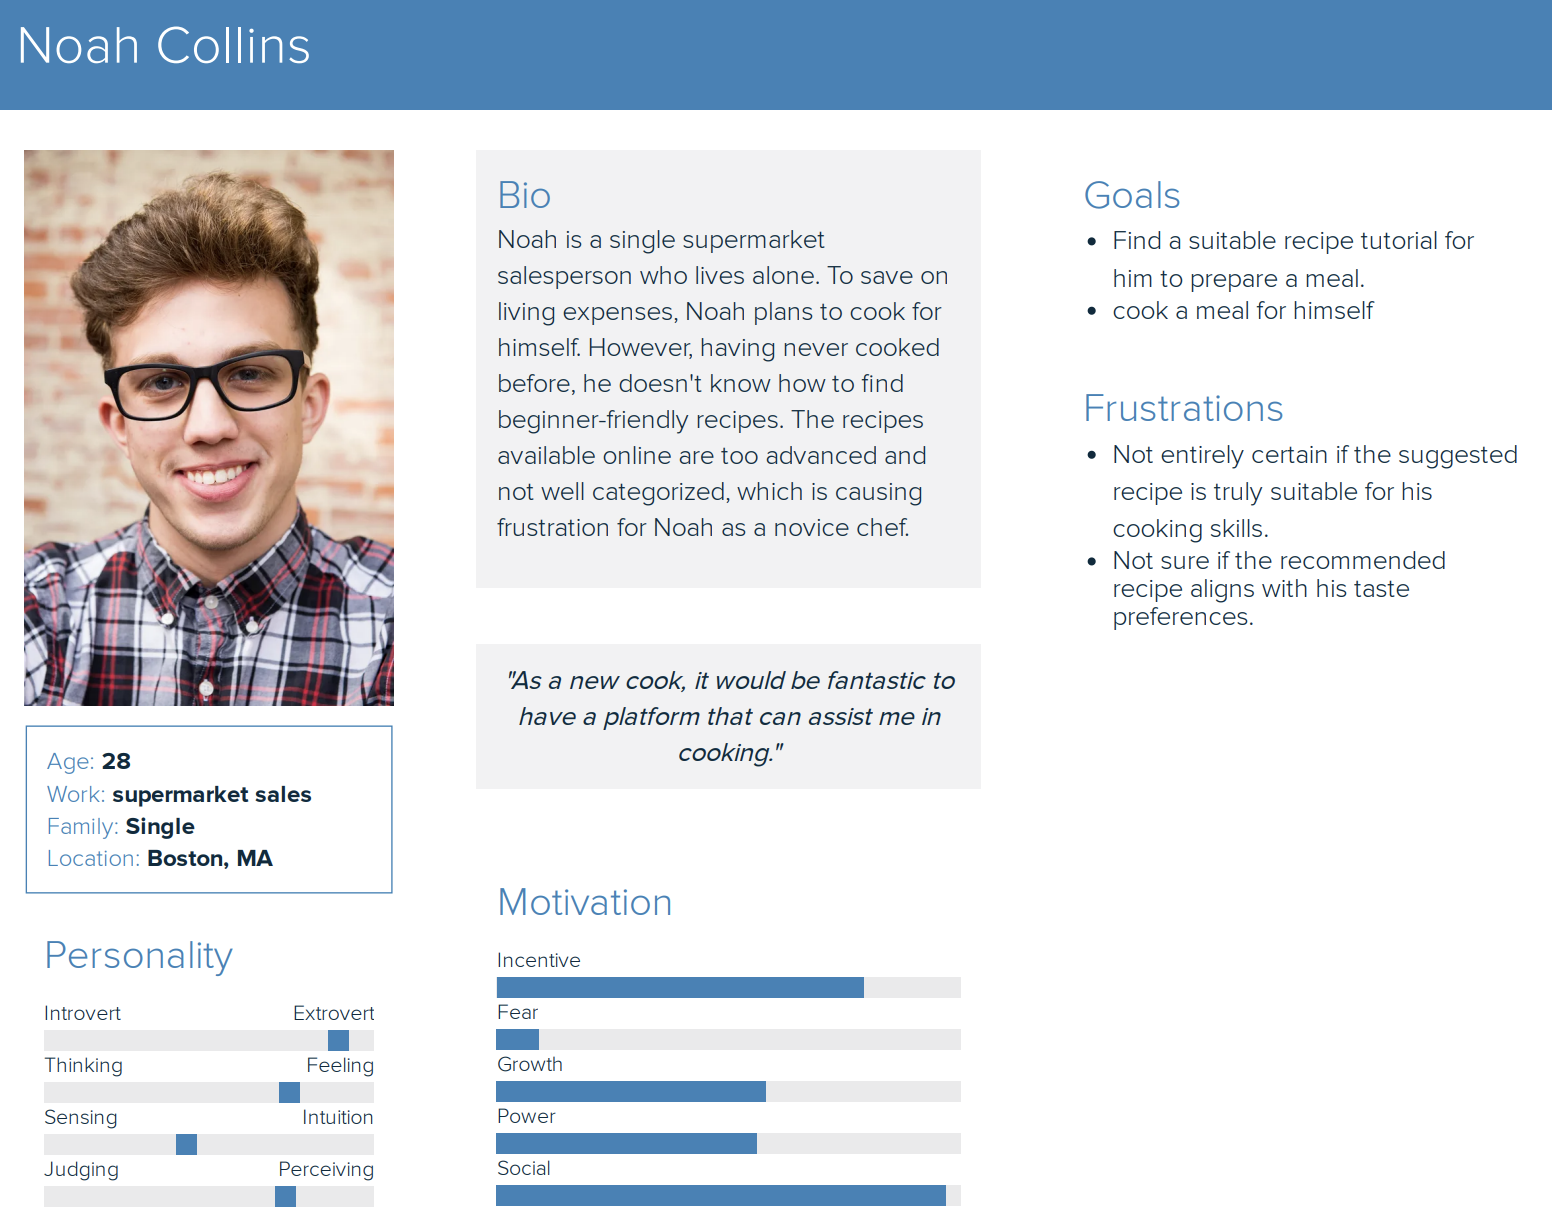 Noah Collins
Age: 28
Work: supermarket sales
Family: Single
Location: Boston, MA
Personality
Introvert Extrovert
Thinking Feeling
Sensing Intuition
Judging Perceiving
Bio
Noah is a single supermarket
salesperson who lives alone. To save on
living expenses, Noah plans to cook for
himself. However, having never cooked
before, he doesn't know how to find
beginner-friendly recipes. The recipes
available online are too advanced and
not well categorized, which is causing
frustration for Noah as a novice chef.
"As a new cook, it would be fantastic to
have a platform that can assist me in
cooking."
Motivation
Incentive
Fear
Growth
Power
Social
Goals
• Find a suitable recipe tutorial for
him to prepare a meal.
• cook a meal for himself
Frustrations
• Not entirely certain if the suggested
recipe is truly suitable for his
cooking skills.
• Not sure if the recommended
recipe aligns with his taste
preferences.